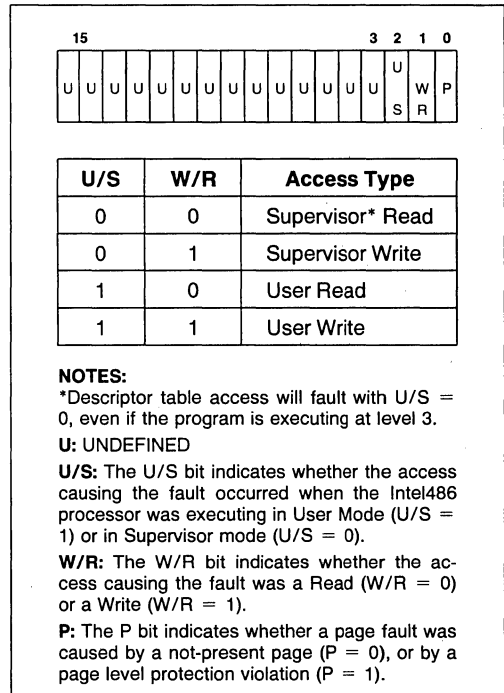 15 3 2 1 0
U U U U U U U U U U U U U U/S W/R P
U/S W/R Access Type
0 0 Supervisor* Read
0 1 Supervisor Write
1 0 User Read
1 1 User Write
NOTES:
*Descriptor table access will fault with U/S =
0, even if the program is executing at level 3.
U: UNDEFINED
U/S: The U/S bit indicates whether the access
causing the fault occurred when the Intel486
processor was executing in User Mode (U/S =
1) or in Supervisor mode (U/S = 0).
W/R: The W/R bit indicates whether the ac-
cess causing the fault was a Read (W/R = 0)
or a Write (W/R = 1).
P: The P bit indicates whether a page fault was
caused by a not-present page (P = 0), or by a
page level protection violation (P = 1).